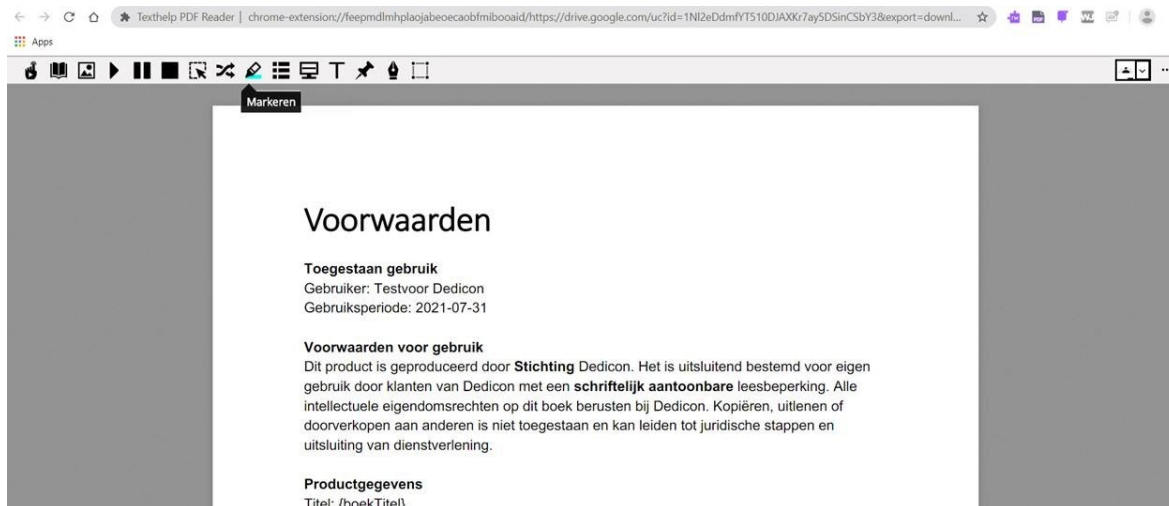 Texthelp PDF Reader | chrome-extension://feepmdlmhplaojabeoecaobfmibooaid/https://drive.google.com/uc?id=1Nl2eDdmfYT510DJAXKr7ay5DSinCSbY3&export=downl...
Apps
Markeren
Voorwaarden
Toegestaan gebruik
Gebruiker: Testvoor Dedicon
Gebruiksperiode: 2021-07-31
Voorwaarden voor gebruik
Dit product is geproduceerd door Stichting Dedicon. Het is uitsluitend bestemd voor eigen
gebruik door klanten van Dedicon met een schriftelijk aantoonbare leesbeperking. Alle
intellectuele eigendomsrechten op dit boek berusten bij Dedicon. Kopiëren, uitlenen of
doorverkopen aan anderen is niet toegestaan en kan leiden tot juridische stappen en
uitsluiting van dienstverlening.
Productgegevens
Titel: {boekTitel}